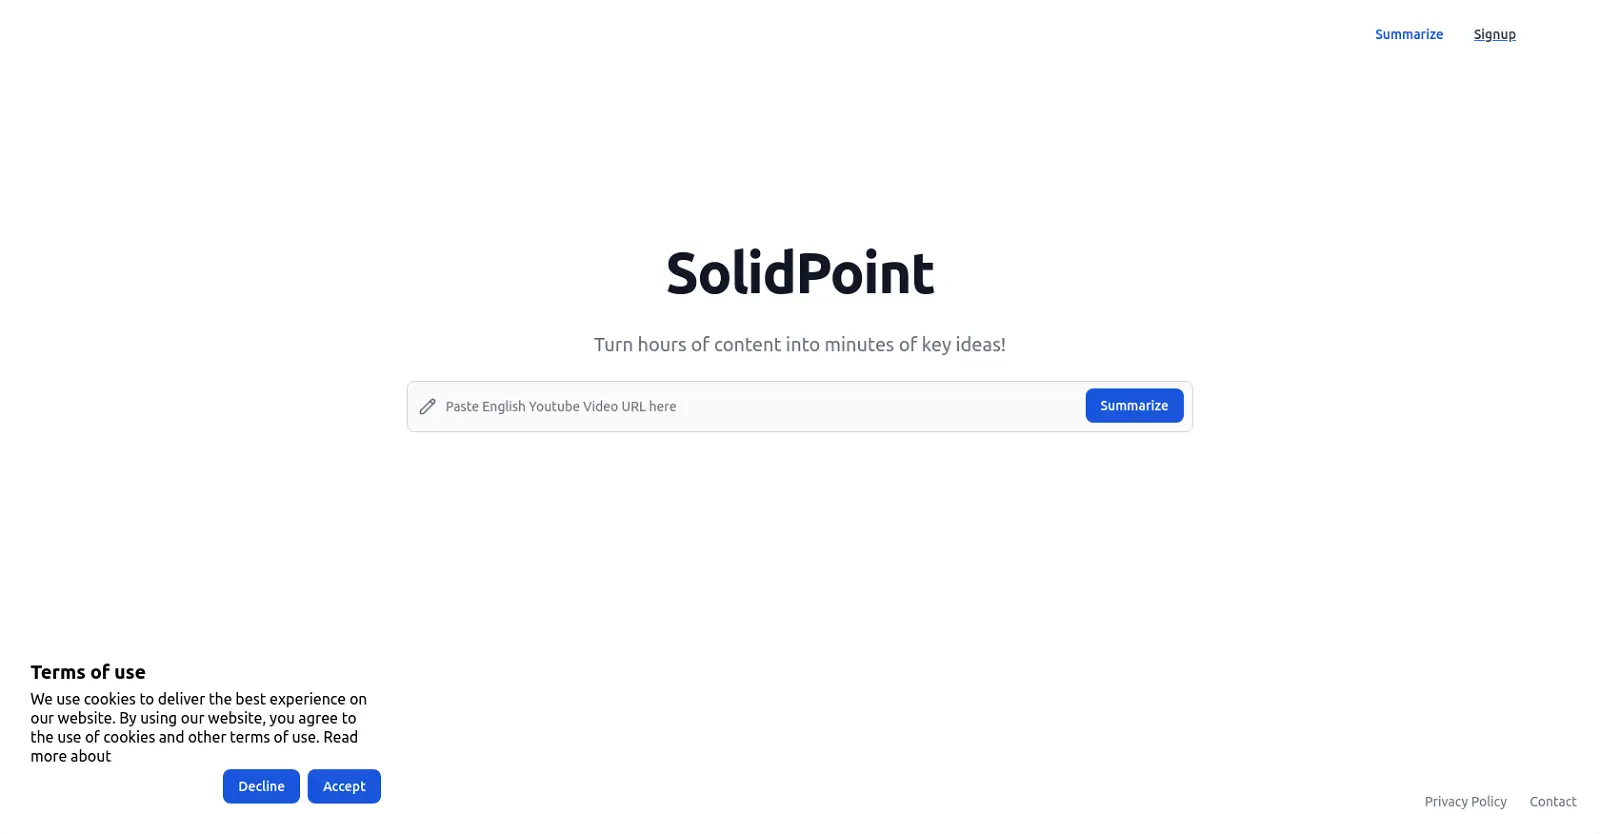 Summarize Signup
SolidPoint
Turn hours of content into minutes of key ideas!
Paste English Youtube Video URL here
Summarize
Terms of use
We use cookies to deliver the best experience on
our website. By using our website, you agree to
the use of cookies and other terms of use. Read
more about
Decline Accept
Privacy Policy Contact